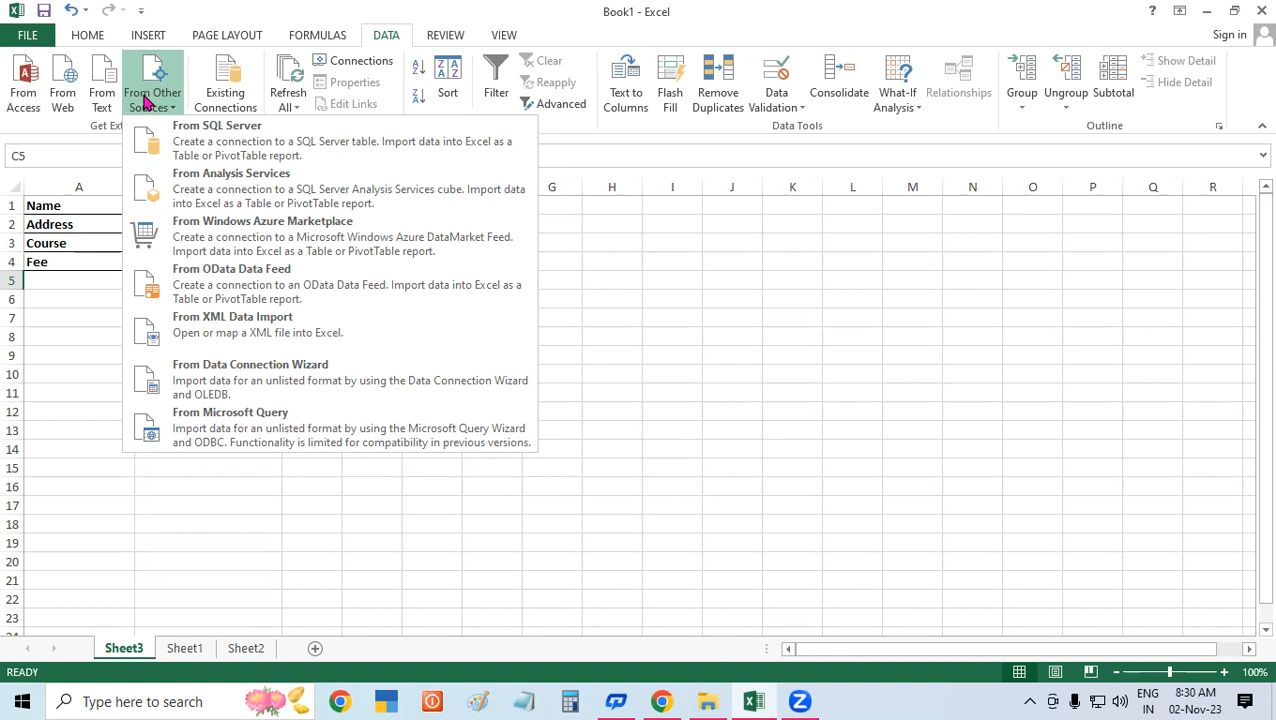 Book1 - Excel
FILE HOME INSERT PAGE LAYOUT FORMULAS DATA REVIEW VIEW Sign in
From Access
From Web
From Text
From Other Sources
Existing Connections
Refresh All
Connections
Properties
Edit Links
Sort
Filter
Clear
Reapply
Advanced
Text to Columns
Flash Fill
Remove Duplicates
Data Validation
Consolidate
What-If Analysis
Relationships
Group
Ungroup
Subtotal
Show Detail
Hide Detail
Get Ex
Data Tools
Outline
From SQL Server
Create a connection to a SQL Server table. Import data into Excel as a
Table or PivotTable report.
From Analysis Services
Create a connection to a SQL Server Analysis Services cube. Import data
into Excel as a Table or PivotTable report.
From Windows Azure Marketplace
Create a connection to a Microsoft Windows Azure DataMarket Feed.
Import data into Excel as a Table or PivotTable report.
From OData Data Feed
Create a connection to an OData Data Feed. Import data into Excel as a
Table or PivotTable report.
From XML Data Import
Open or map a XML file into Excel.
From Data Connection Wizard
Import data for an unlisted format by using the Data Connection Wizard
and OLEDB.
From Microsoft Query
Import data for an unlisted format by using the Microsoft Query Wizard
and ODBC. Functionality is limited for compatibility in previous versions.
C5
A G H I J K L M N O P Q R
1 Name
2 Address
3 Course
4 Fee
5
6
7
8
9
10
11
12
13
14
15
16
17
18
19
20
21
22
23
Sheet3 Sheet1 Sheet2
READY 100%
Type here to search
ENG
IN
8:30 AM
02-Nov-23